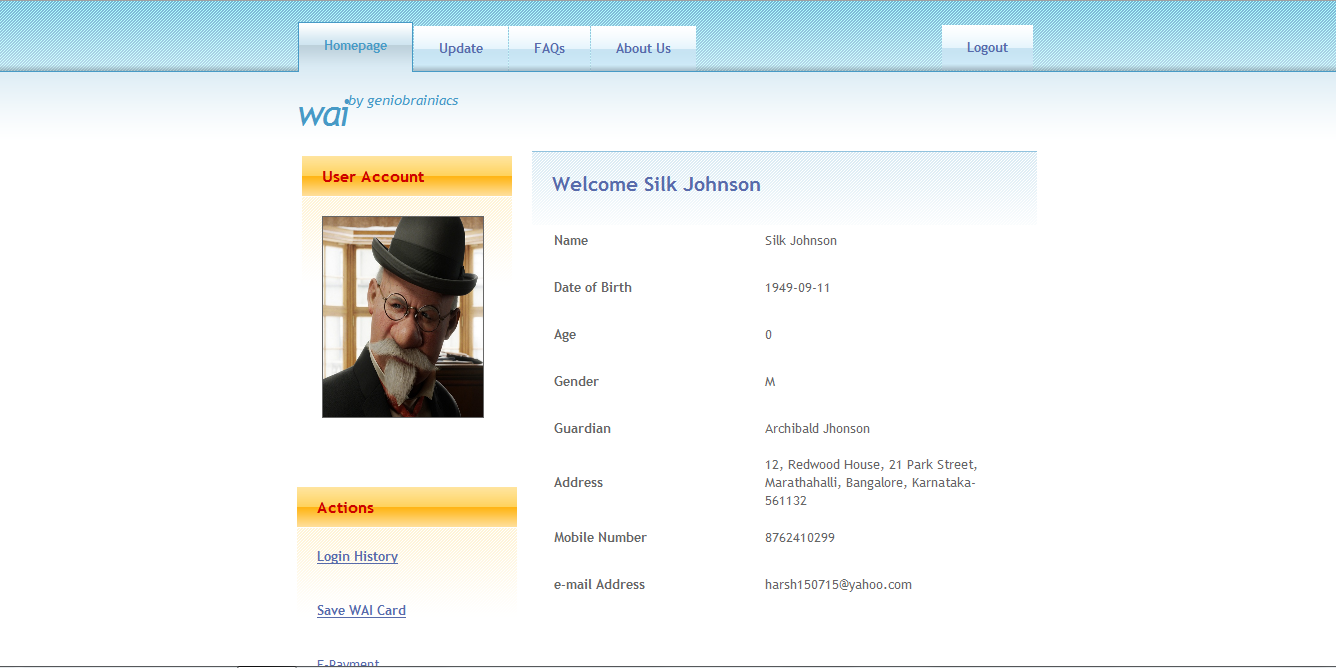 Homepage
Update
FAQs
About Us
Logout
wai by geniobrainiacs
User Account
Actions
Login History
Save WAI Card
E-Payment
Welcome Silk Johnson
Name Silk Johnson
Date of Birth 1949-09-11
Age 0
Gender M
Guardian Archibald Jhonson
Address 12, Redwood House, 21 Park Street,
Marathahalli, Bangalore, Karnataka-
561132
Mobile Number 8762410299
e-mail Address harsh150715@yahoo.com